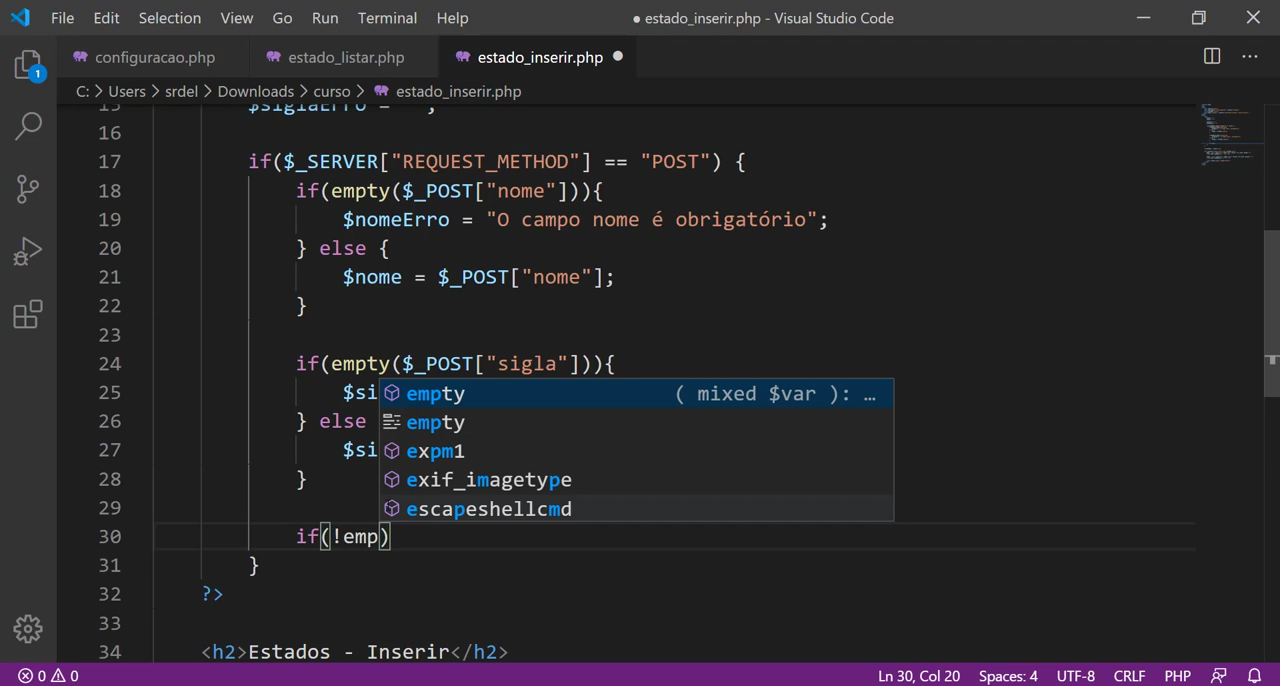 File Edit Selection View Go Run Terminal Help ● estado_inserir.php - Visual Studio Code
configuracao.php estado_listar.php estado_inserir.php ●
1
C: > Users > srdel > Downloads > curso > estado_inserir.php
15 $siglaErro = "";
16
17 if($_SERVER["REQUEST_METHOD"] == "POST") {
18 if(empty($_POST["nome"])){
19 $nomeErro = "O campo nome é obrigatório";
20 } else {
21 $nome = $_POST["nome"];
22 }
23
24 if(empty($_POST["sigla"])){
25 $si
empty ( mixed $var ): …
26 } else
empty
27 $si
expm1
28 }
exif_imagetype
29
escapeshellcmd
30 if(!emp)
31 }
32 ?>
33
34 <h2>Estados - Inserir</h2>
0 0 Ln 30, Col 20 Spaces: 4 UTF-8 CRLF PHP